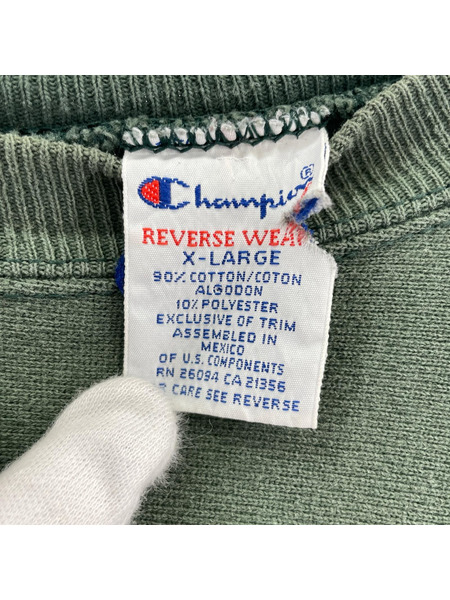 Champion
®
REVERSE WEA
X-LARGE
90% COTTON/COTON
ALGODON
10% POLYESTER
EXCLUSIVE OF TRIM
ASSEMBLED IN
MEXICO
OF U.S. COMPONENTS
RN 26094 CA 21356
CARE SEE REVERSE